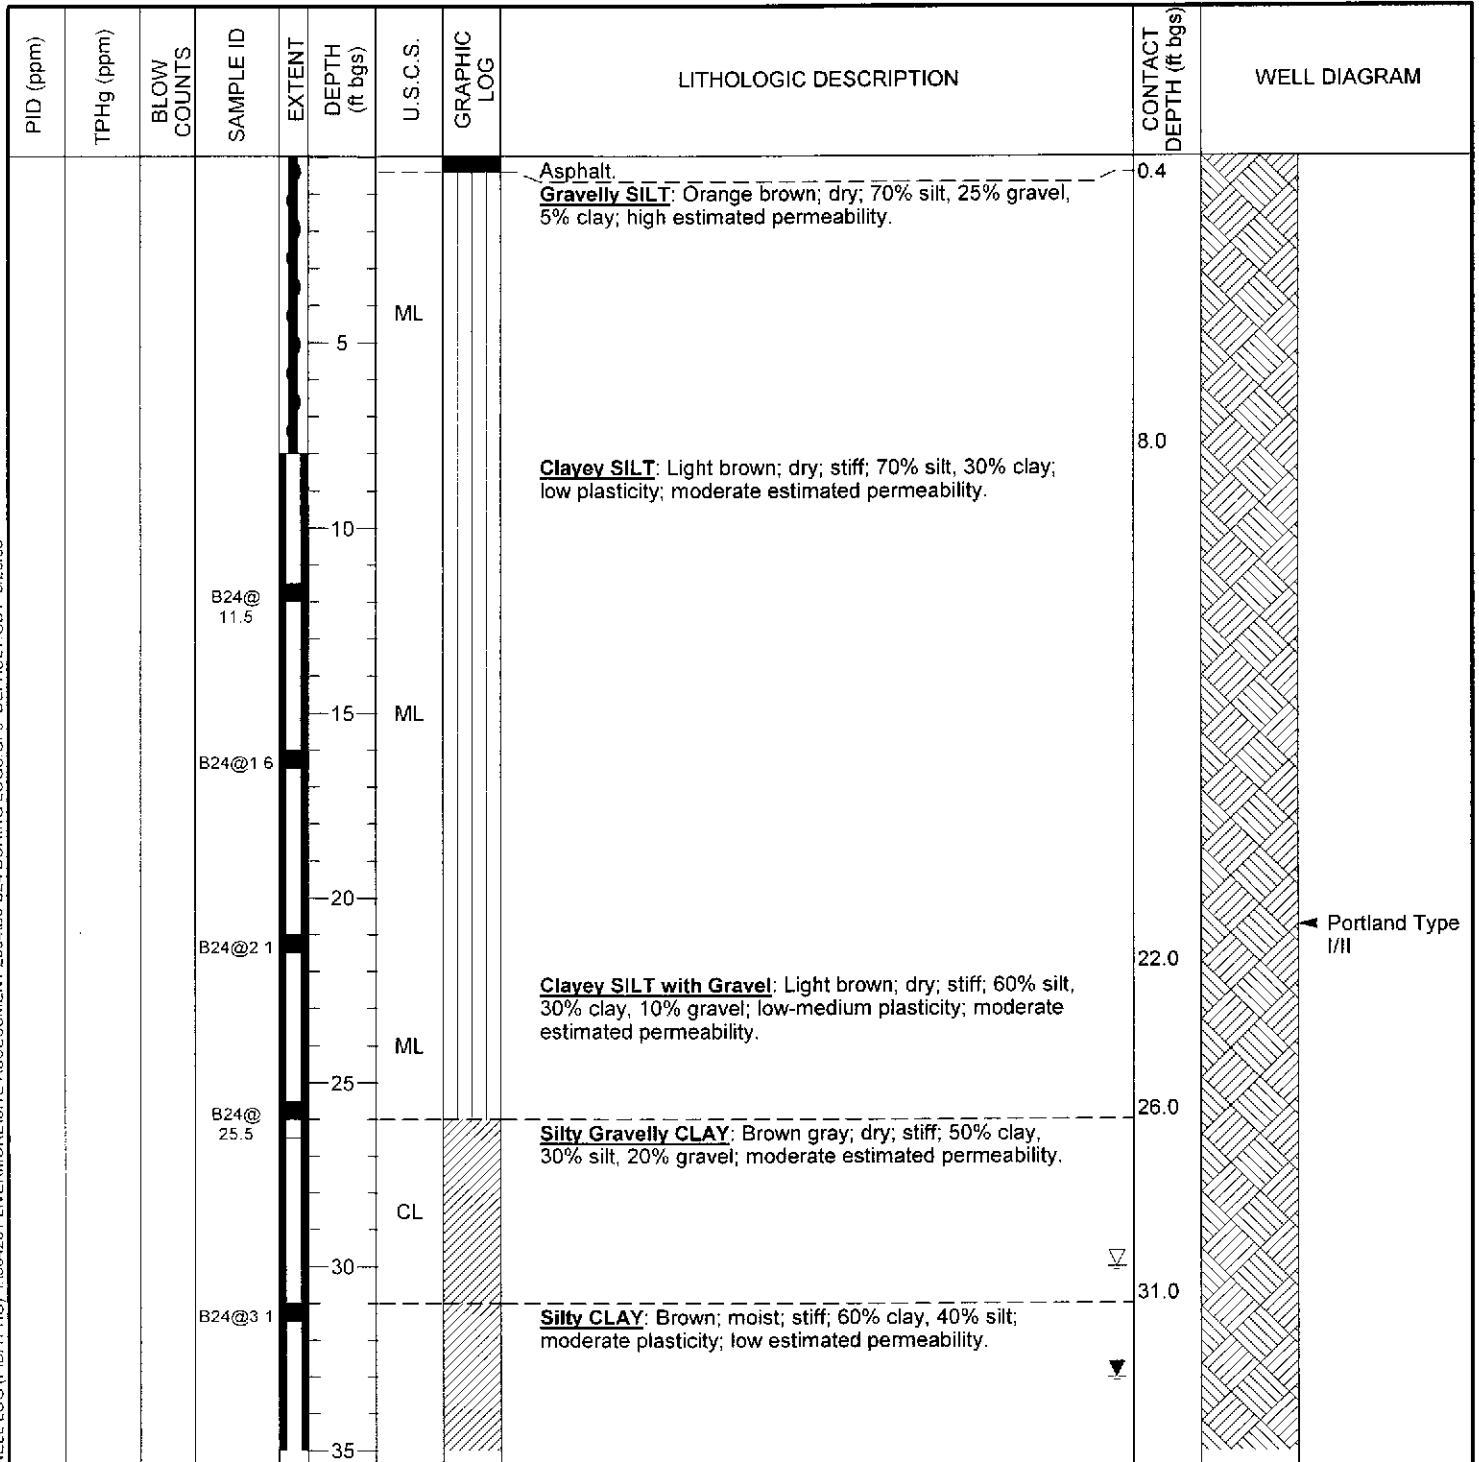 PID (ppm)
TPHg (ppm)
BLOW
COUNTS
SAMPLE ID
EXTENT
DEPTH
(ft bgs)
U.S.C.S.
GRAPHIC
LOG
LITHOLOGIC DESCRIPTION
CONTACT
DEPTH (ft bgs)
WELL DIAGRAM
Asphalt.
0.4
Gravelly SILT: Orange brown; dry; 70% silt, 25% gravel,
5% clay; high estimated permeability.
ML
5
8.0
Clayey SILT: Light brown; dry; stiff; 70% silt, 30% clay;
low plasticity; moderate estimated permeability.
10
B24@
11.5
15
ML
B24@1 6
20
Portland Type
I/II
B24@2 1
22.0
Clayey SILT with Gravel: Light brown; dry; stiff; 60% silt,
30% clay, 10% gravel; low-medium plasticity; moderate
estimated permeability.
ML
25
B24@
25.5
26.0
Silty Gravelly CLAY: Brown gray; dry; stiff; 50% clay,
30% silt, 20% gravel; moderate estimated permeability.
CL
30
31.0
B24@3 1
Silty CLAY: Brown; moist; stiff; 60% clay, 40% silt;
moderate plasticity; low estimated permeability.
35